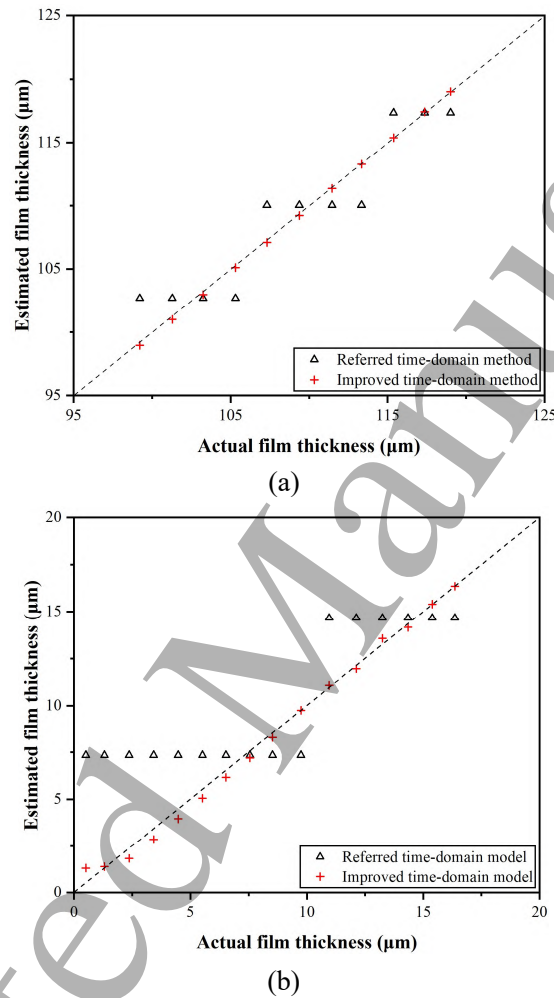 125
115
105
95
Estimated film thickness (µm)
Referred time-domain method
Improved time-domain method
95 105 115 125
Actual film thickness (µm)
(a)
20
15
10
5
0
Estimated film thickness (µm)
Referred time-domain model
Improved time-domain model
0 5 10 15 20
Actual film thickness (µm)
(b)
ted Manus